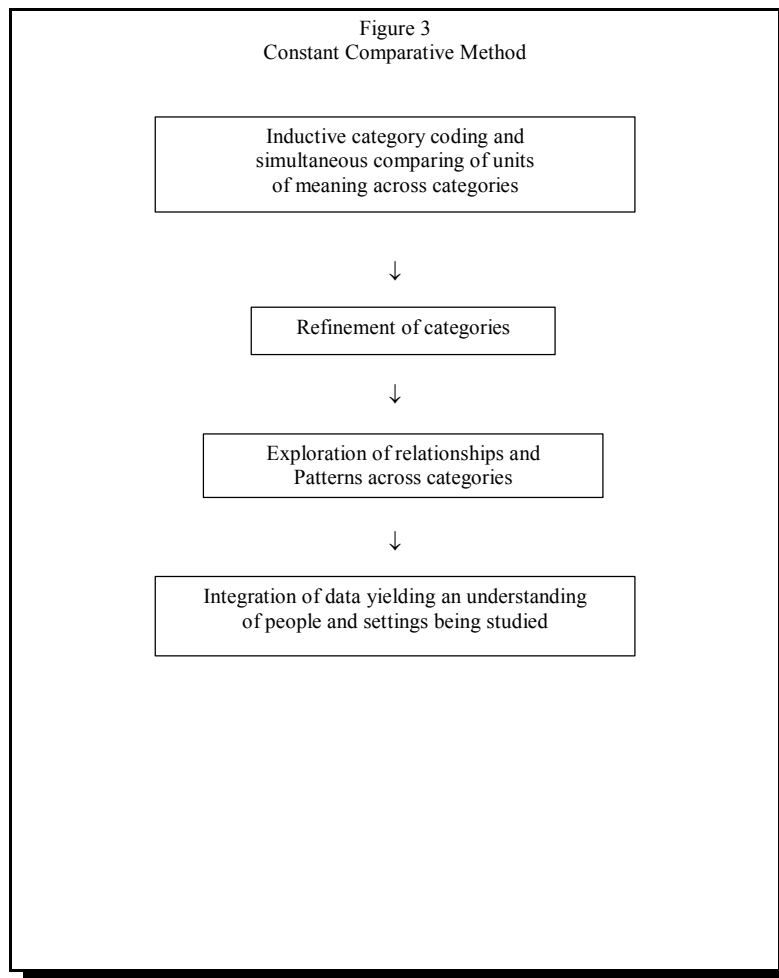 Figure 3
Constant Comparative Method
Inductive category coding and
simultaneous comparing of units
of meaning across categories
↓
Refinement of categories
↓
Exploration of relationships and
Patterns across categories
↓
Integration of data yielding an understanding
of people and settings being studied